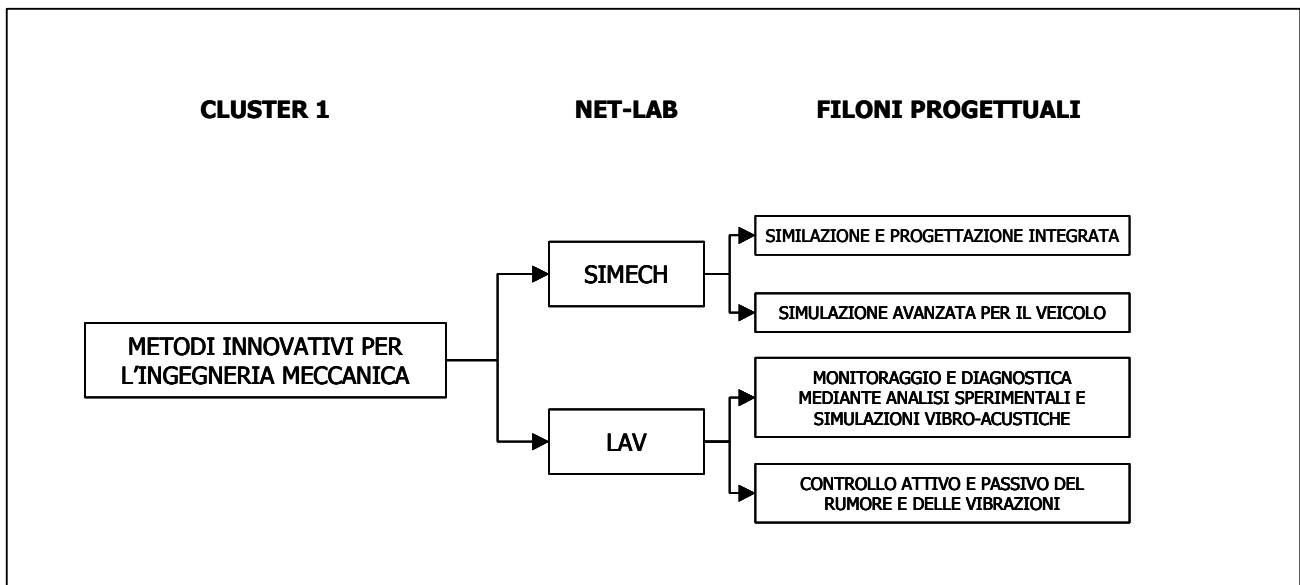 CLUSTER 1
NET-LAB
FILONI PROGETTUALI
METODI INNOVATIVI PER
L'INGEGNERIA MECCANICA
SIMECH
LAV
SIMILAZIONE E PROGETTAZIONE INTEGRATA
SIMULAZIONE AVANZATA PER IL VEICOLO
MONITORAGGIO E DIAGNOSTICA
MEDIANTE ANALISI SPERIMENTALI E
SIMULAZIONI VIBRO-ACUSTICHE
CONTROLLO ATTIVO E PASSIVO DEL
RUMORE E DELLE VIBRAZIONI